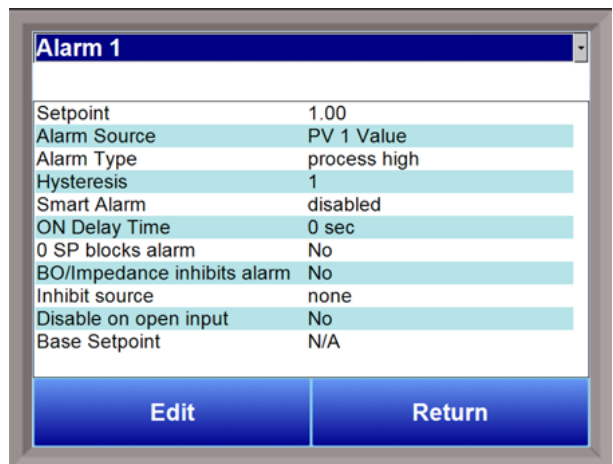 Alarm 1
Setpoint 1.00
Alarm Source PV 1 Value
Alarm Type process high
Hysteresis 1
Smart Alarm disabled
ON Delay Time 0 sec
0 SP blocks alarm No
BO/Impedance inhibits alarm No
Inhibit source none
Disable on open input No
Base Setpoint N/A
Edit Return